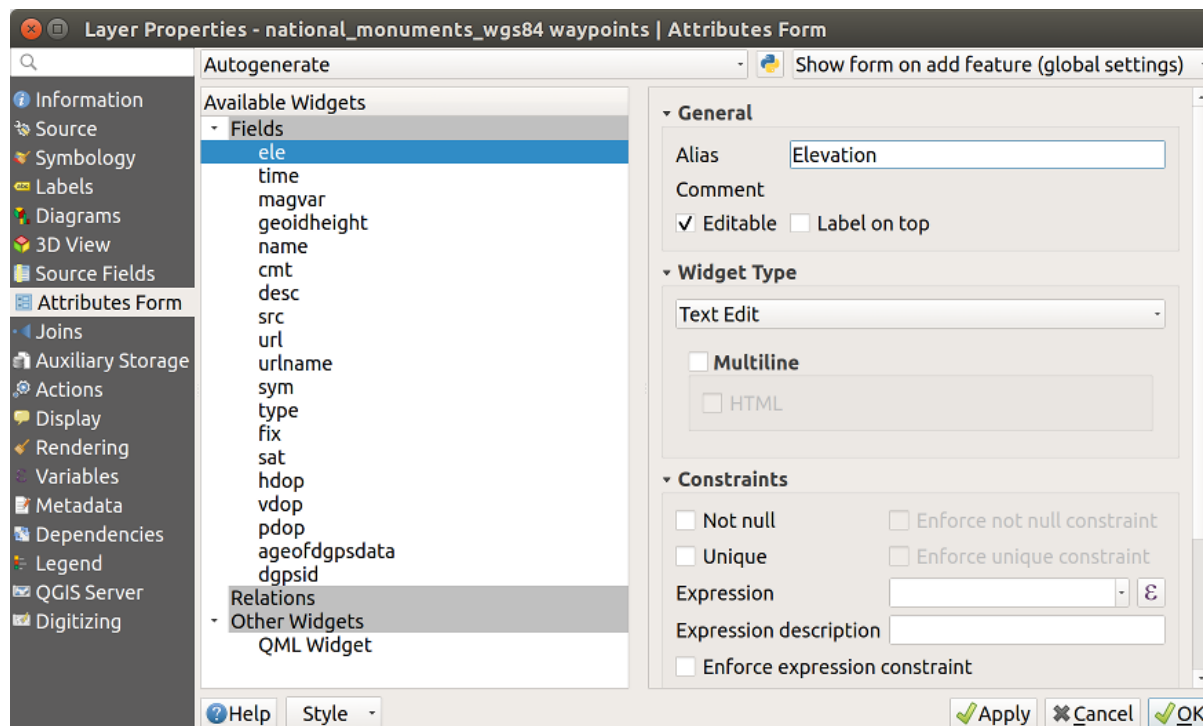 Layer Properties - national_monuments_wgs84 waypoints | Attributes Form
Autogenerate
Show form on add feature (global settings)
Information
Source
Symbology
Labels
Diagrams
3D View
Source Fields
Attributes Form
Joins
Auxiliary Storage
Actions
Display
Rendering
Variables
Metadata
Dependencies
Legend
QGIS Server
Digitizing
Available Widgets
Fields
ele
time
magvar
geoidheight
name
cmt
desc
src
url
urlname
sym
type
fix
sat
hdop
vdop
pdop
ageofdgpsdata
dgpsid
Relations
Other Widgets
QML Widget
General
Alias Elevation
Comment
Editable Label on top
Widget Type
Text Edit
Multiline
HTML
Constraints
Not null Enforce not null constraint
Unique Enforce unique constraint
Expression ε
Expression description
Enforce expression constraint
Help Style Apply Cancel OK